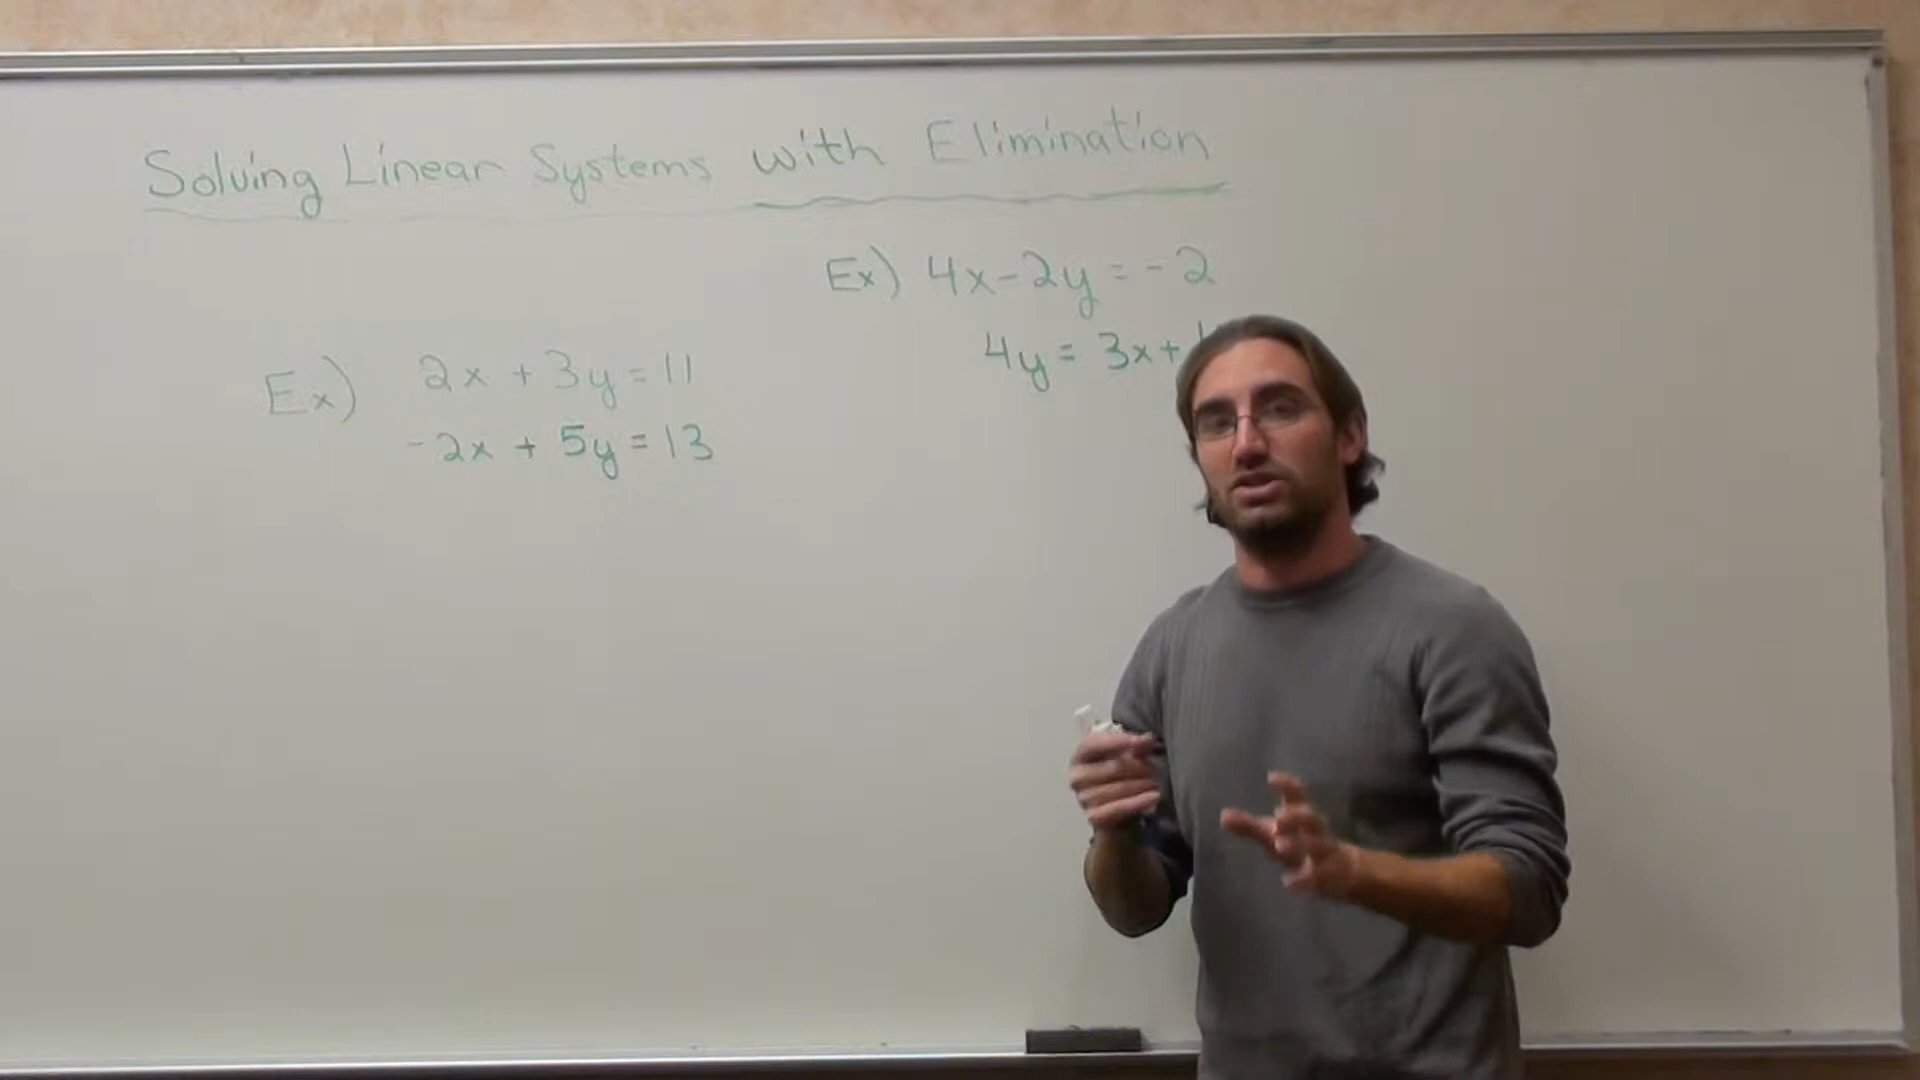 Solving Linear Systems with Elimination
Ex) 2x + 3y = 11
-2x + 5y = 13
Ex) 4x - 2y = -2
4y = 3x +